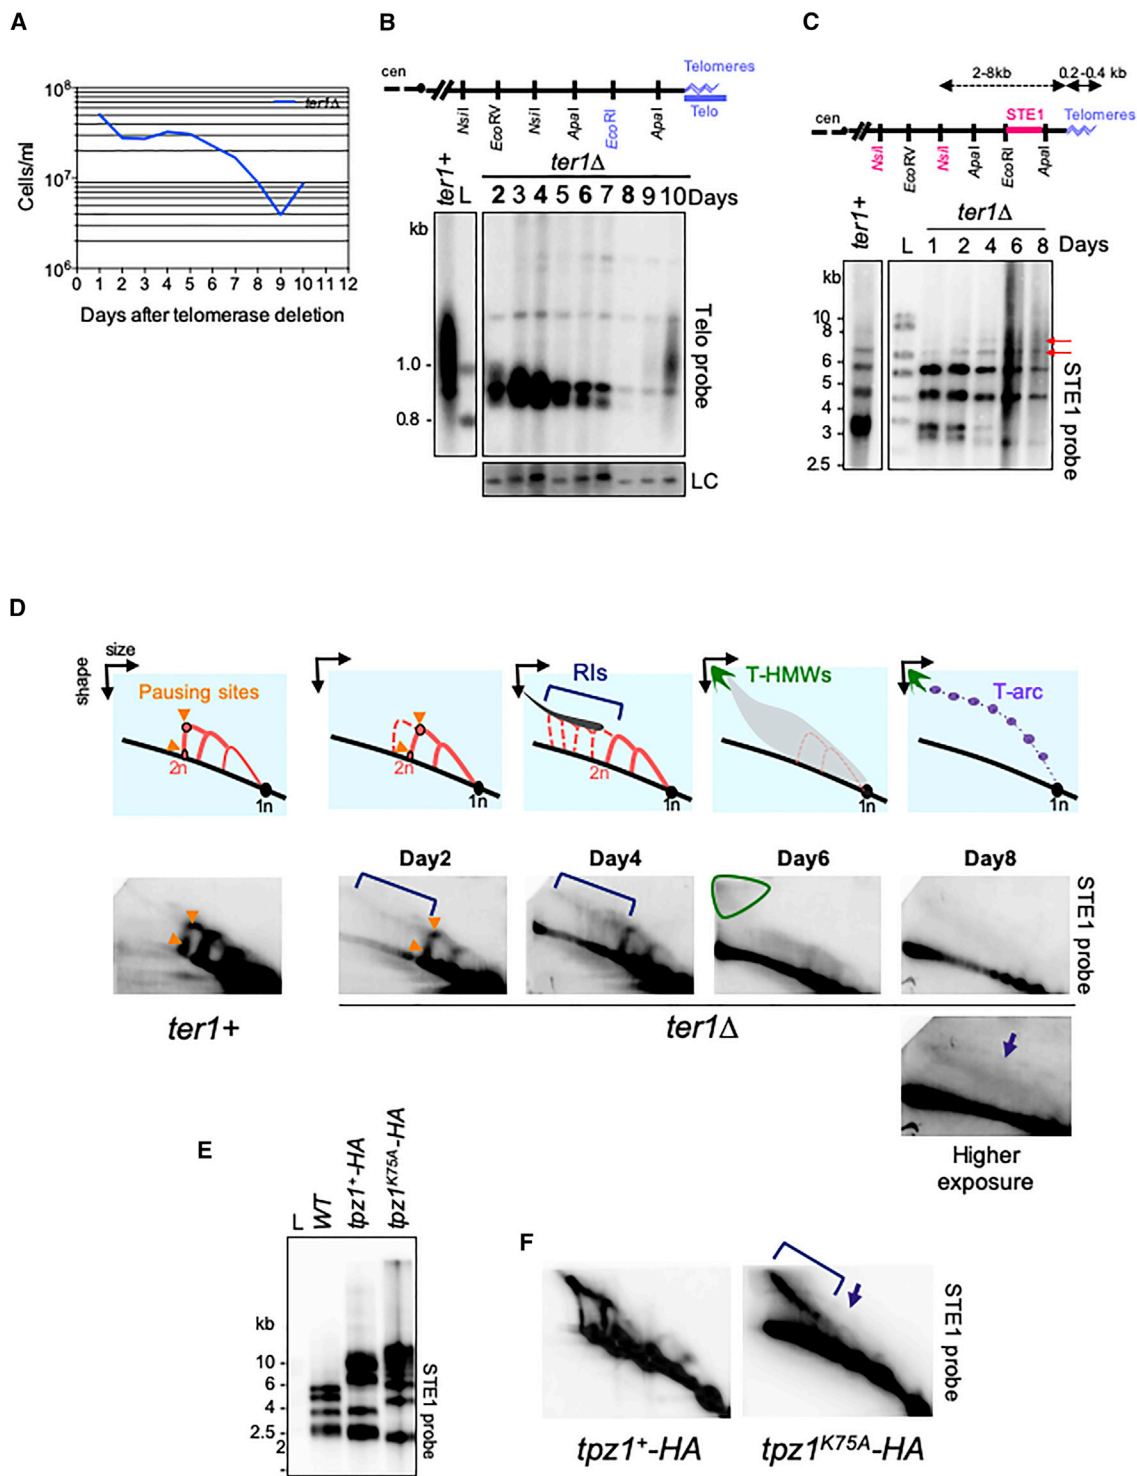 A
10⁸
10⁷
10⁶
Cells/ml
ter1Δ
0 1 2 3 4 5 6 7 8 9 10 11 12
Days after telomerase deletion
B
cen
Telomeres
Telo
NsiI
EcoRV
NsiI
ApaI
EcoRI
ApaI
ter1+
L
ter1Δ
2 3 4 5 6 7 8 9 10 Days
kb
1.0
0.8
Telo probe
LC
C
2-8kb
0.2-0.4 kb
cen
STE1
Telomeres
NsiI
EcoRV
NsiI
ApaI
EcoRI
ApaI
ter1+
ter1Δ
L 1 2 4 6 8 Days
kb
10
8
6
5
4
3
2.5
STE1 probe
D
size
shape
Pausing sites
2n
1n
2n
1n
RIs
2n
1n
T-HMWs
1n
T-arc
1n
Day2
Day4
Day6
Day8
STE1 probe
ter1+
ter1Δ
Higher
exposure
E
L
WT
tpz1⁺-HA
tpz1ᴷ⁷⁵ᴬ-HA
kb
10
6
4
2.5
2
STE1 probe
F
STE1 probe
tpz1⁺-HA
tpz1ᴷ⁷⁵ᴬ-HA